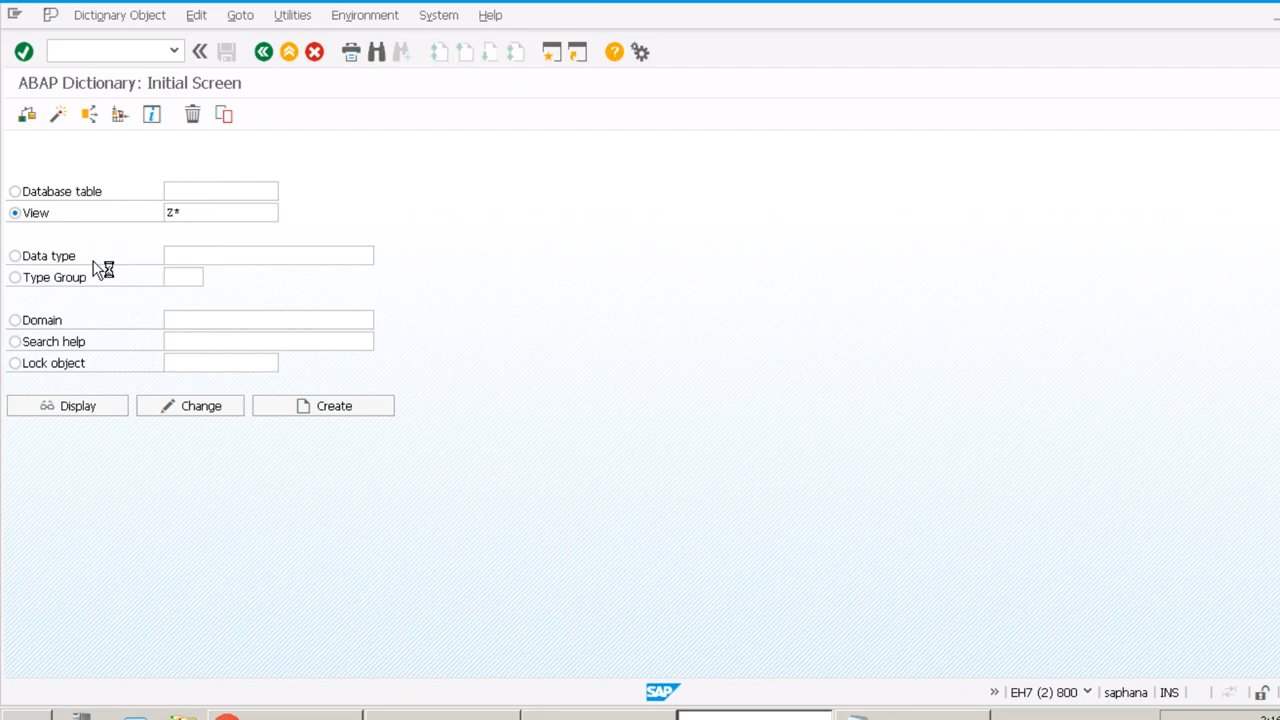 Dictionary Object Edit Goto Utilities Environment System Help
ABAP Dictionary: Initial Screen
Database table
View Z*
Data type
Type Group
Domain
Search help
Lock object
Display Change Create
SAP EH7 (2) 800 saphana INS